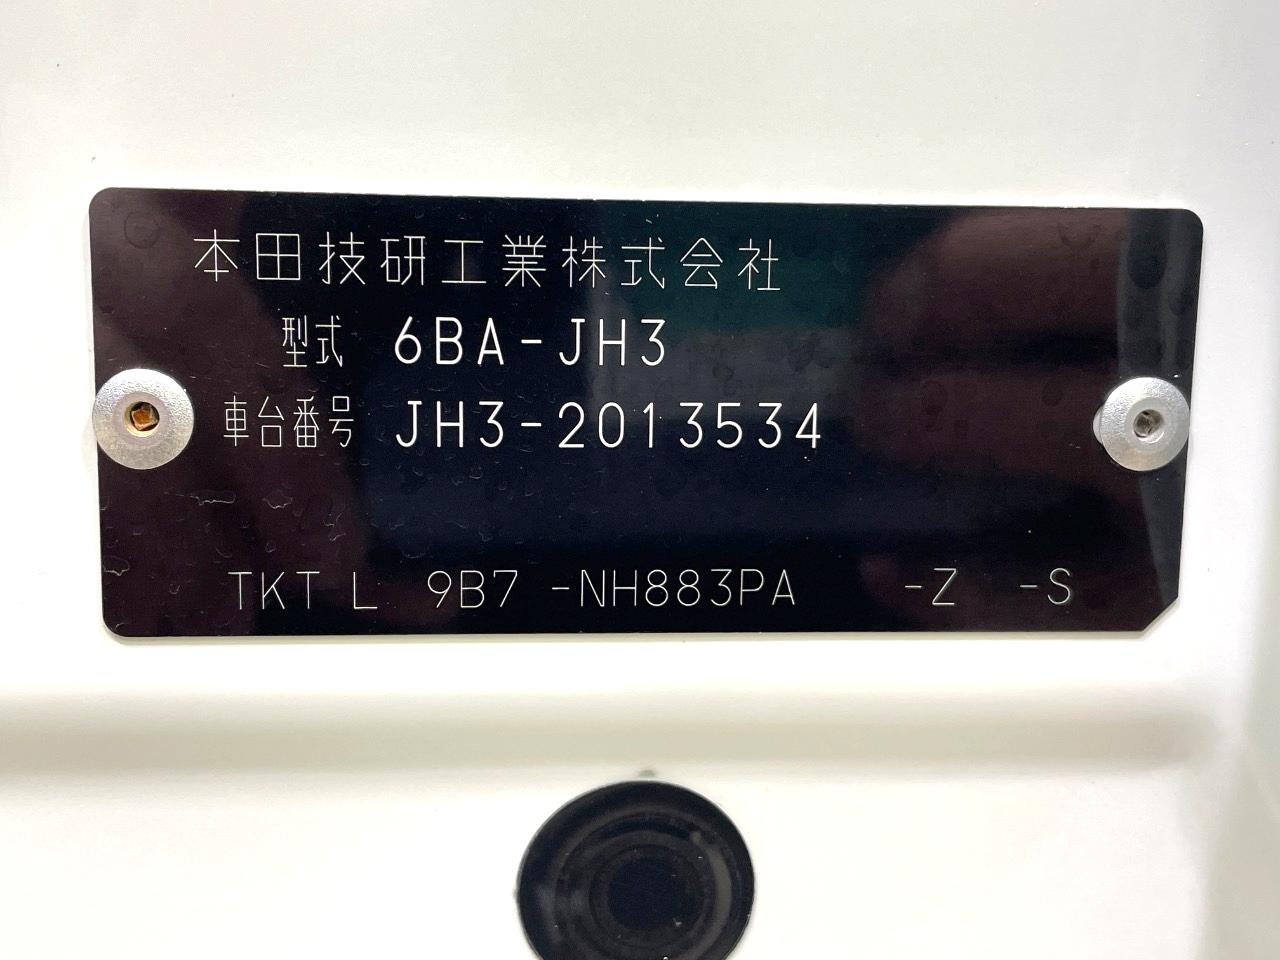 本田技研工業株式会社
型式 6BA-JH3
車台番号 JH3-2013534
TKT L 9B7 -NH883PA -Z -S